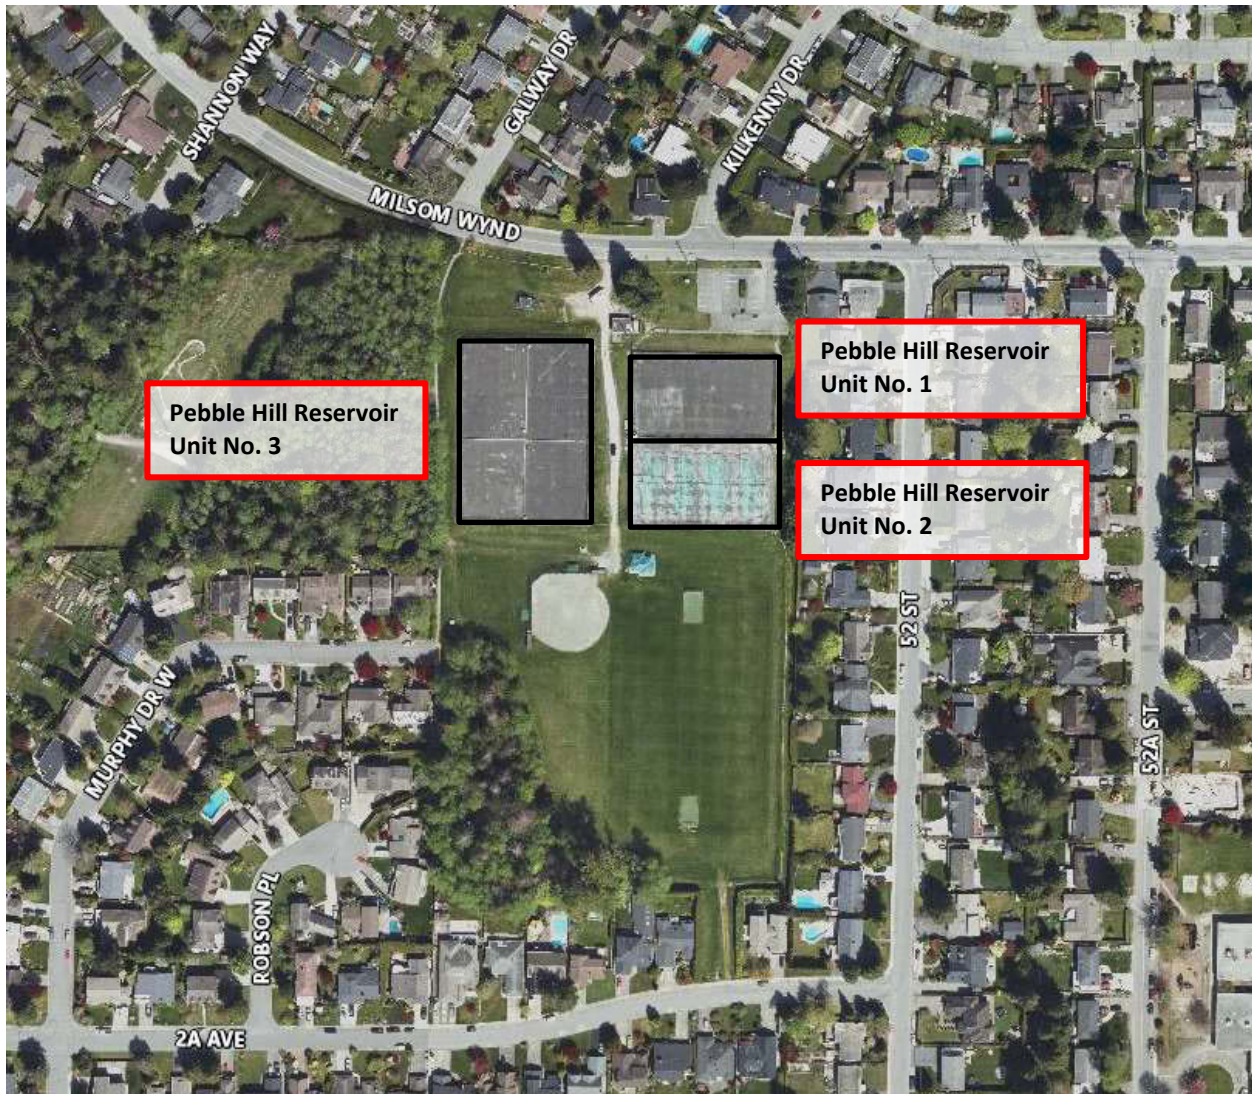 SHANNON WAY
GALWAY DR
KILKENNY DR
MILSOM WYND
Pebble Hill Reservoir
Unit No. 1
Pebble Hill Reservoir
Unit No. 3
Pebble Hill Reservoir
Unit No. 2
52 ST
MURPHY DR W
52A ST
ROBSON PL
2A AVE